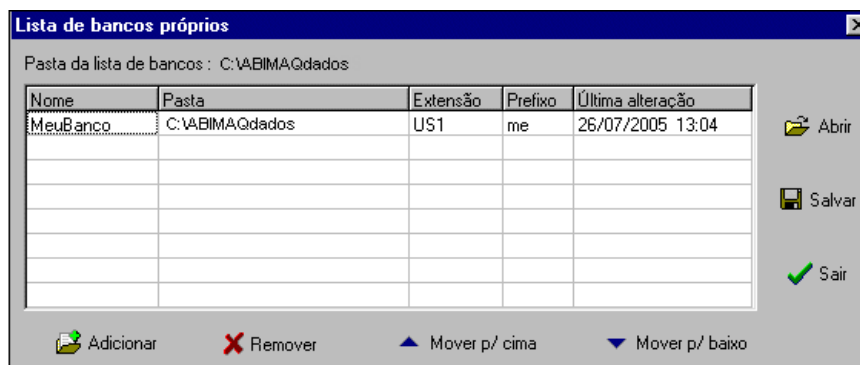 Lista de bancos próprios
Pasta da lista de bancos : C:\ABIMAQdados
Nome Pasta Extensão Prefixo Última alteração
MeuBanco C:\ABIMAQdados US1 me 26/07/2005 13:04
Abrir
Salvar
Sair
Adicionar Remover Mover p/ cima Mover p/ baixo